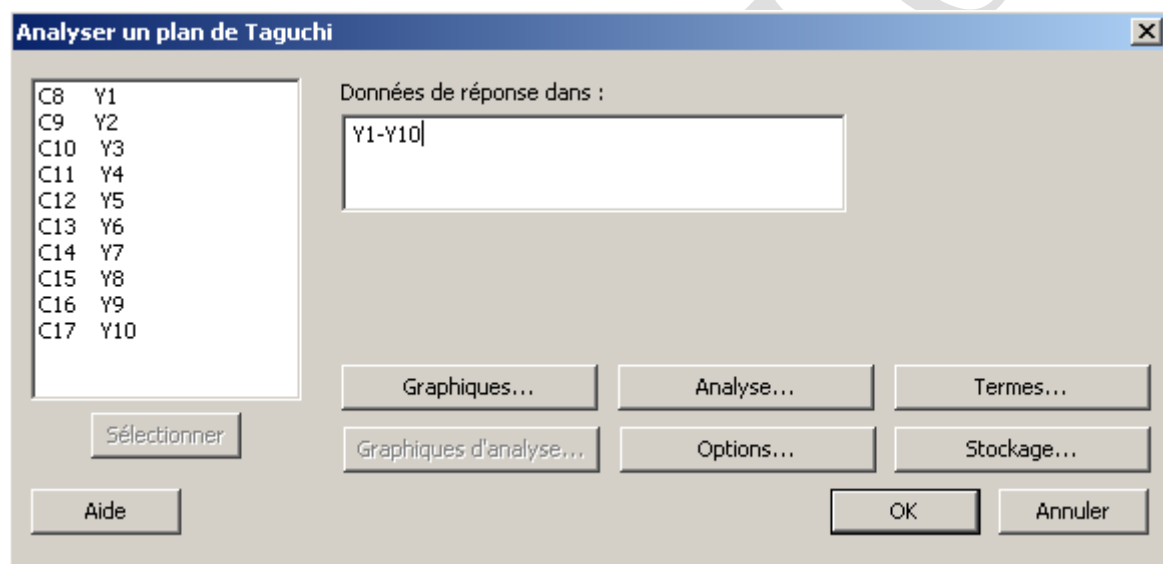 Analyser un plan de Taguchi
C8 Y1
C9 Y2
C10 Y3
C11 Y4
C12 Y5
C13 Y6
C14 Y7
C15 Y8
C16 Y9
C17 Y10
Données de réponse dans :
Y1-Y10
Graphiques... Analyse... Termes...
Sélectionner
Graphiques d'analyse... Options... Stockage...
Aide OK Annuler